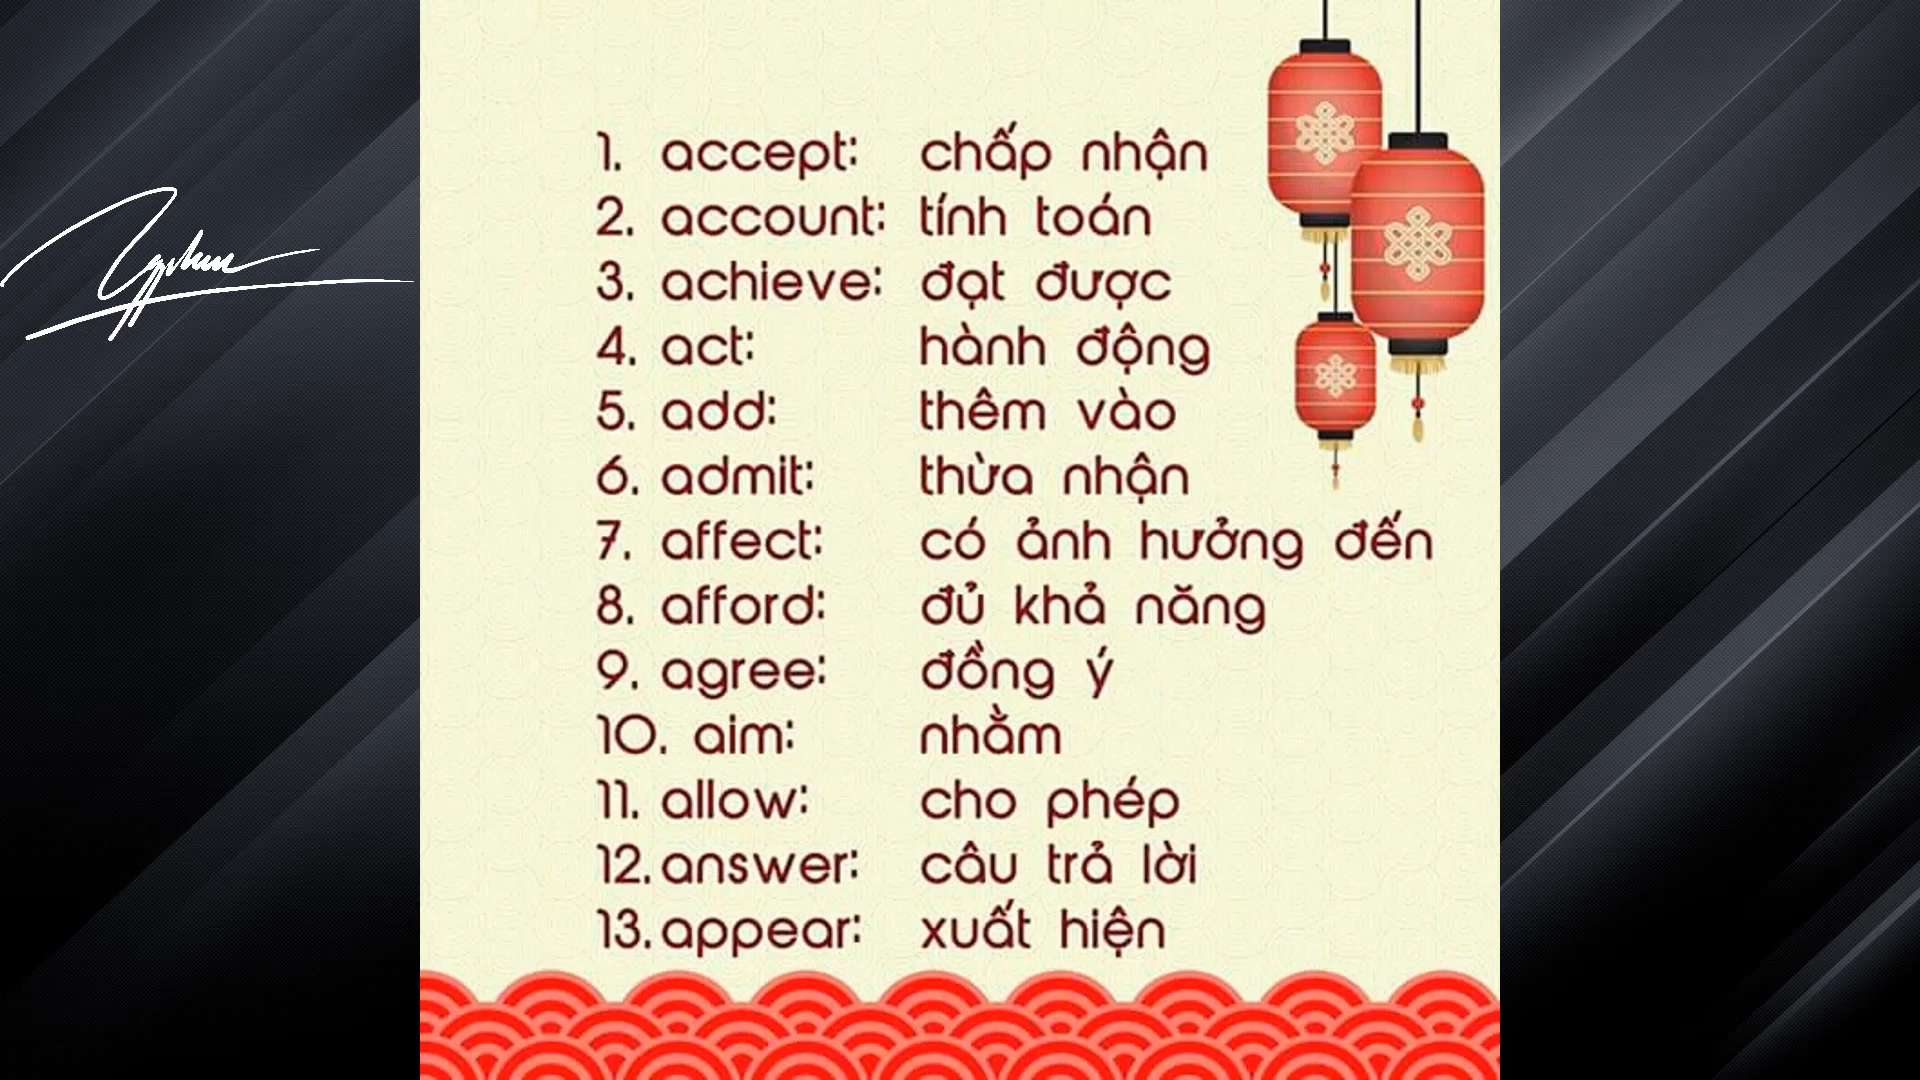 1. accept: chấp nhận
2. account: tính toán
3. achieve: đạt được
4. act: hành động
5. add: thêm vào
6. admit: thừa nhận
7. affect: có ảnh hưởng đến
8. afford: đủ khả năng
9. agree: đồng ý
10. aim: nhằm
11. allow: cho phép
12. answer: câu trả lời
13. appear: xuất hiện